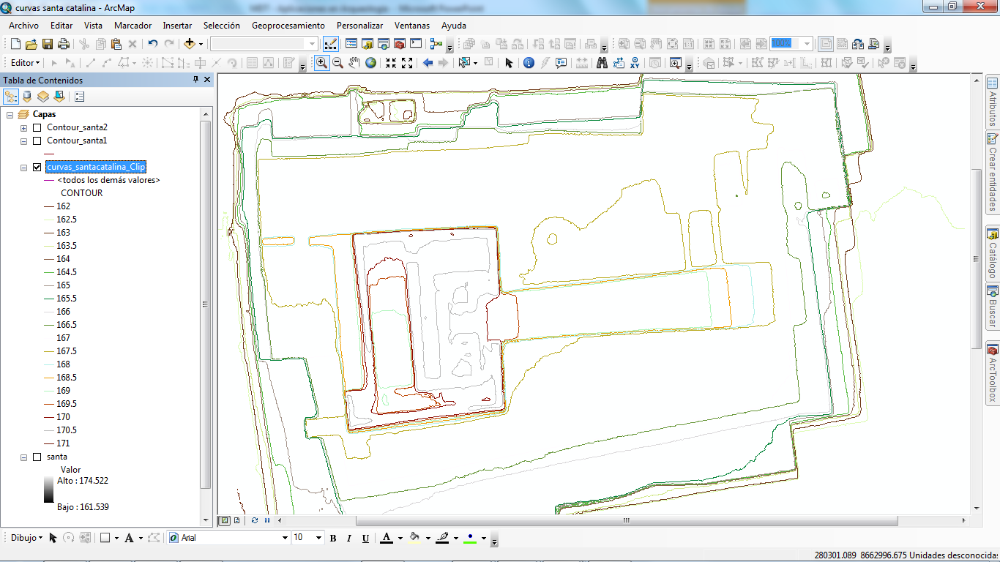 curvas santa catalina - ArcMap
Archivo Editar Vista Marcador Insertar Selección Geoprocesamiento Personalizar Ventanas Ayuda
100%
Editor
Tabla de Contenidos
Capas
Contour_santa2
Contour_santa1
curvas_santacatalina_Clip
<todos los demás valores>
CONTOUR
162
162.5
163
163.5
164
164.5
165
165.5
166
166.5
167
167.5
168
168.5
169
169.5
170
170.5
171
santa
Valor
Alto : 174.522
Bajo : 161.539
Atributos
Crear entidades
Catálogo
Buscar
ArcToolbox
Dibujo A Arial 10 B I U A
280301.089 8662996.675 Unidades desconocidas